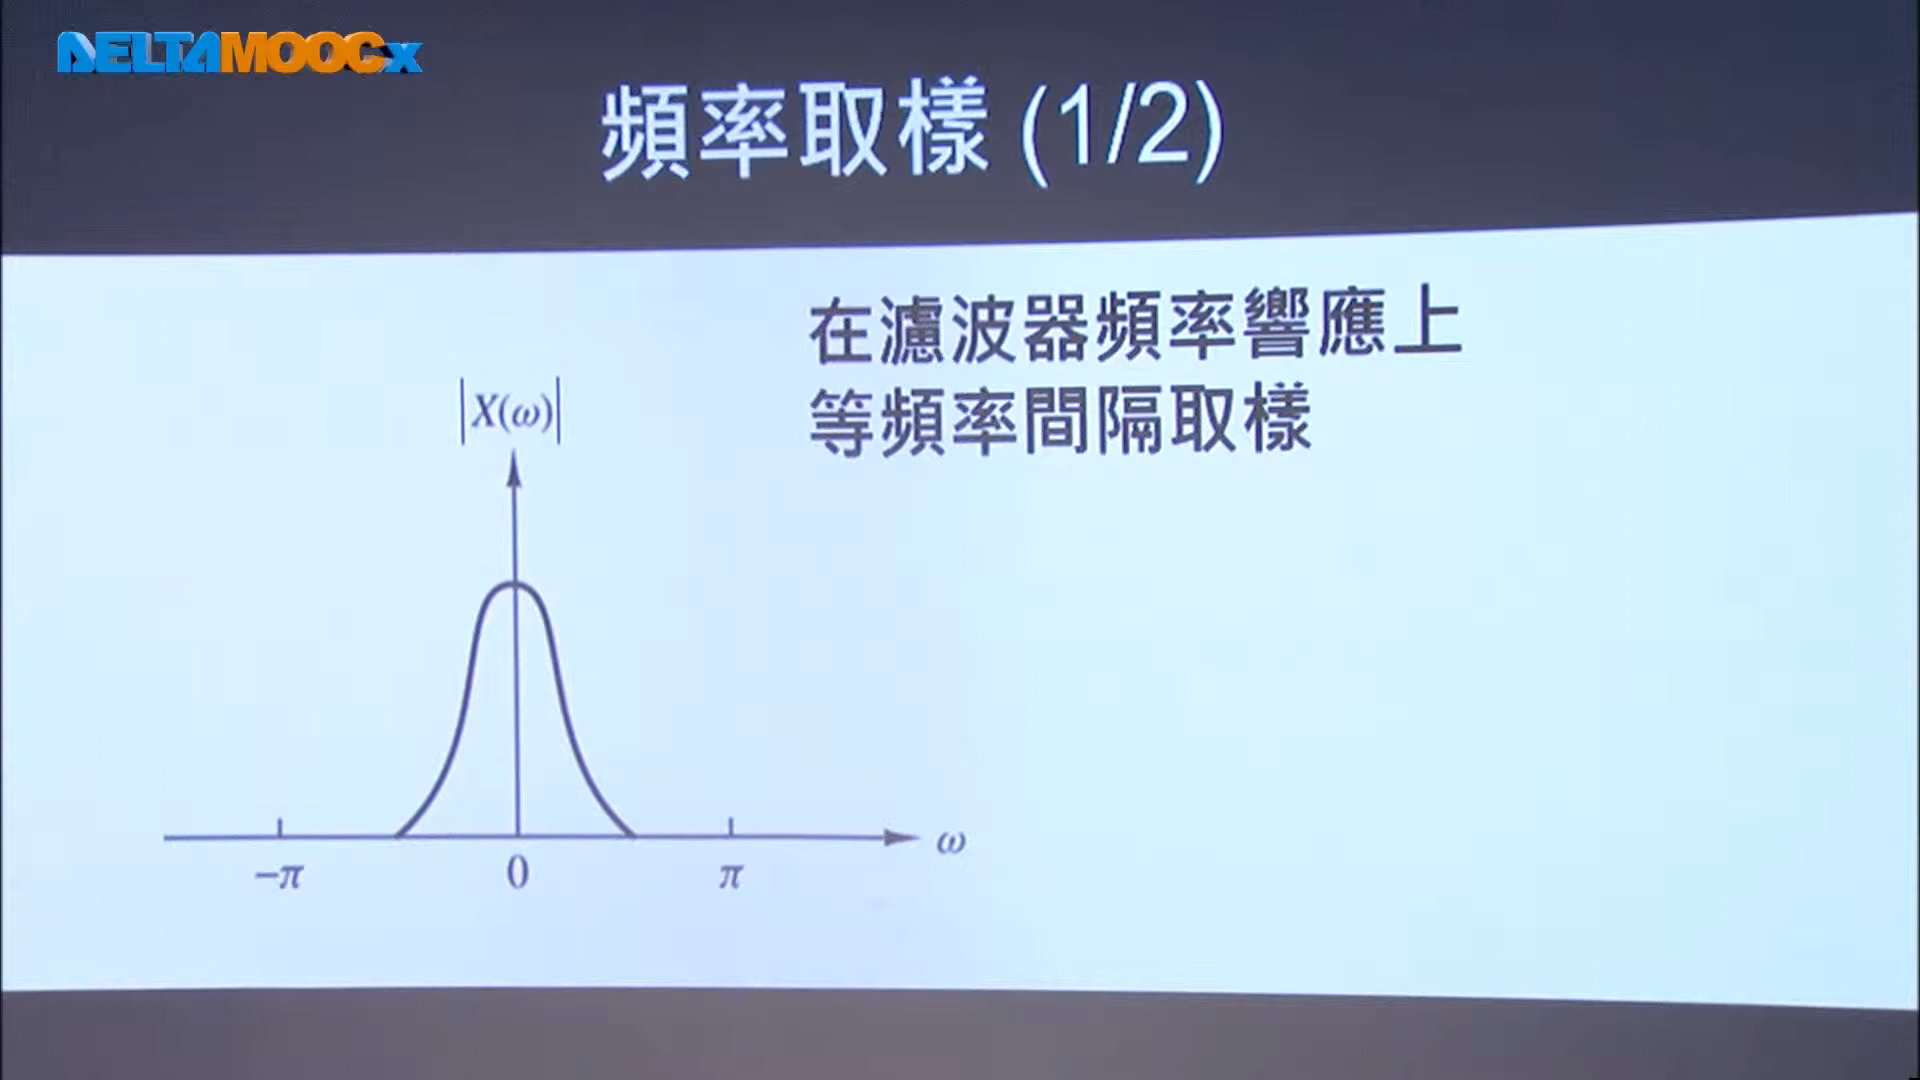 DELTAMOOCx
頻率取樣 (1/2)
在濾波器頻率響應上
等頻率間隔取樣
|X(ω)|
ω
−π 0 π